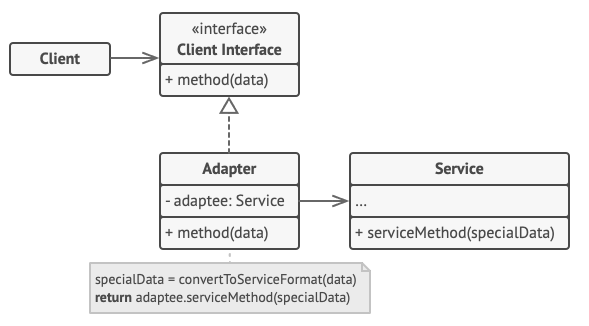 «interface»
Client Interface
Client
+ method(data)
Adapter
- adaptee: Service
+ method(data)
Service
...
+ serviceMethod(specialData)
specialData = convertToServiceFormat(data)
return adaptee.serviceMethod(specialData)